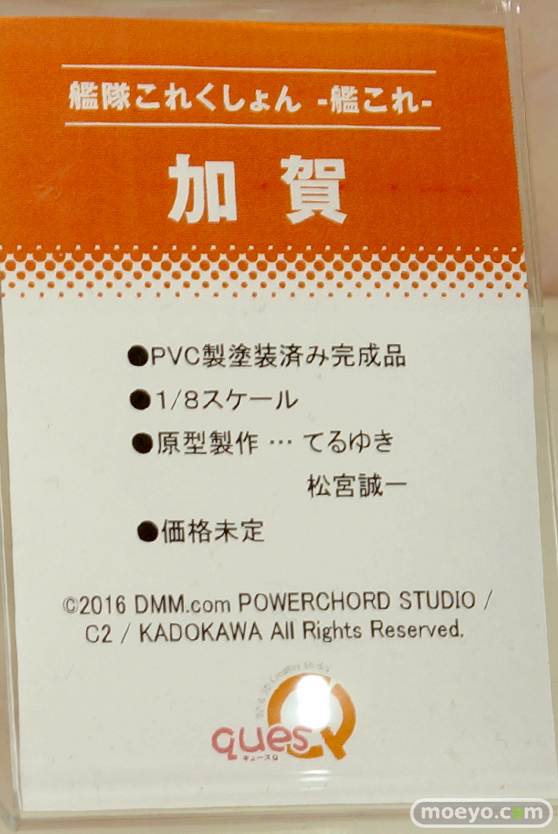 艦隊これくしょん -艦これ-
加賀
●PVC製塗装済み完成品
●1/8スケール
●原型製作 … てるゆき
松宮誠一
●価格未定
©2016 DMM.com POWERCHORD STUDIO /
C2 / KADOKAWA All Rights Reserved.
quesQ
キューズQ
moeyo.com